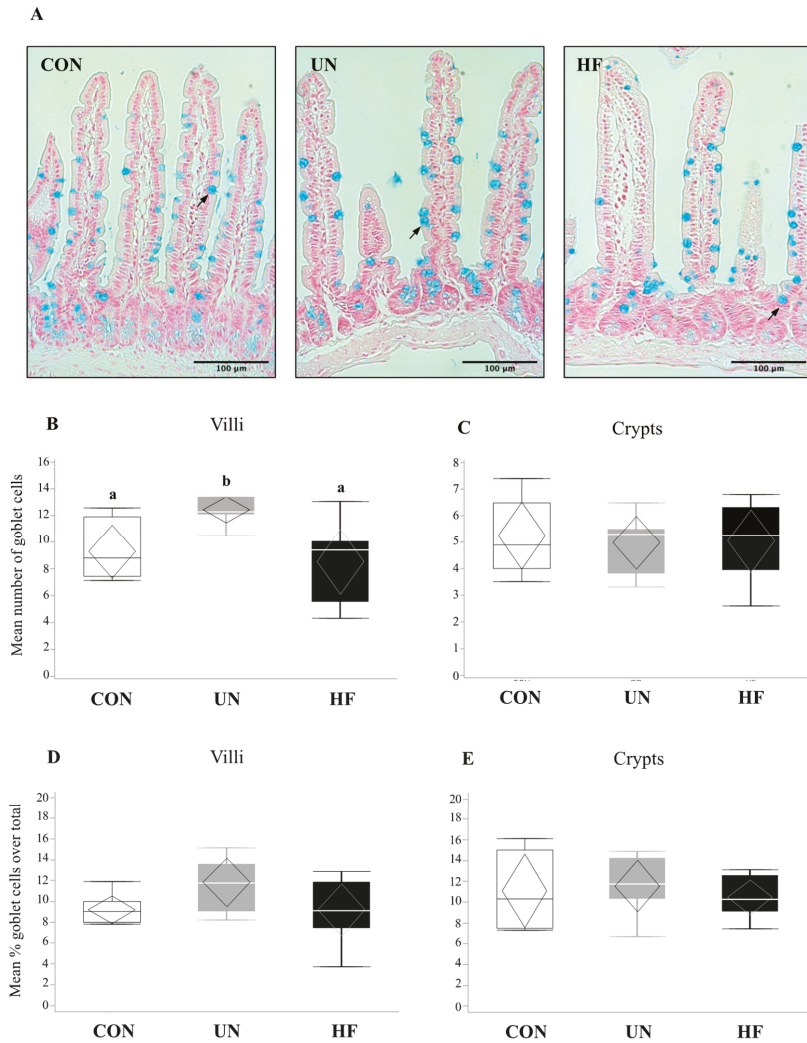 A
CON UN HF
100 µm 100 µm 100 µm
B Villi
Mean number of goblet cells
16
14
12
10
8
6
4
2
0
a b a
CON UN HF
C Crypts
8
7
6
5
4
3
2
1
0
CON UN HF
D Villi
Mean % goblet cells over total
20
18
16
14
12
10
8
6
4
2
0
CON UN HF
E Crypts
20
18
16
14
12
10
8
6
4
2
0
CON UN HF